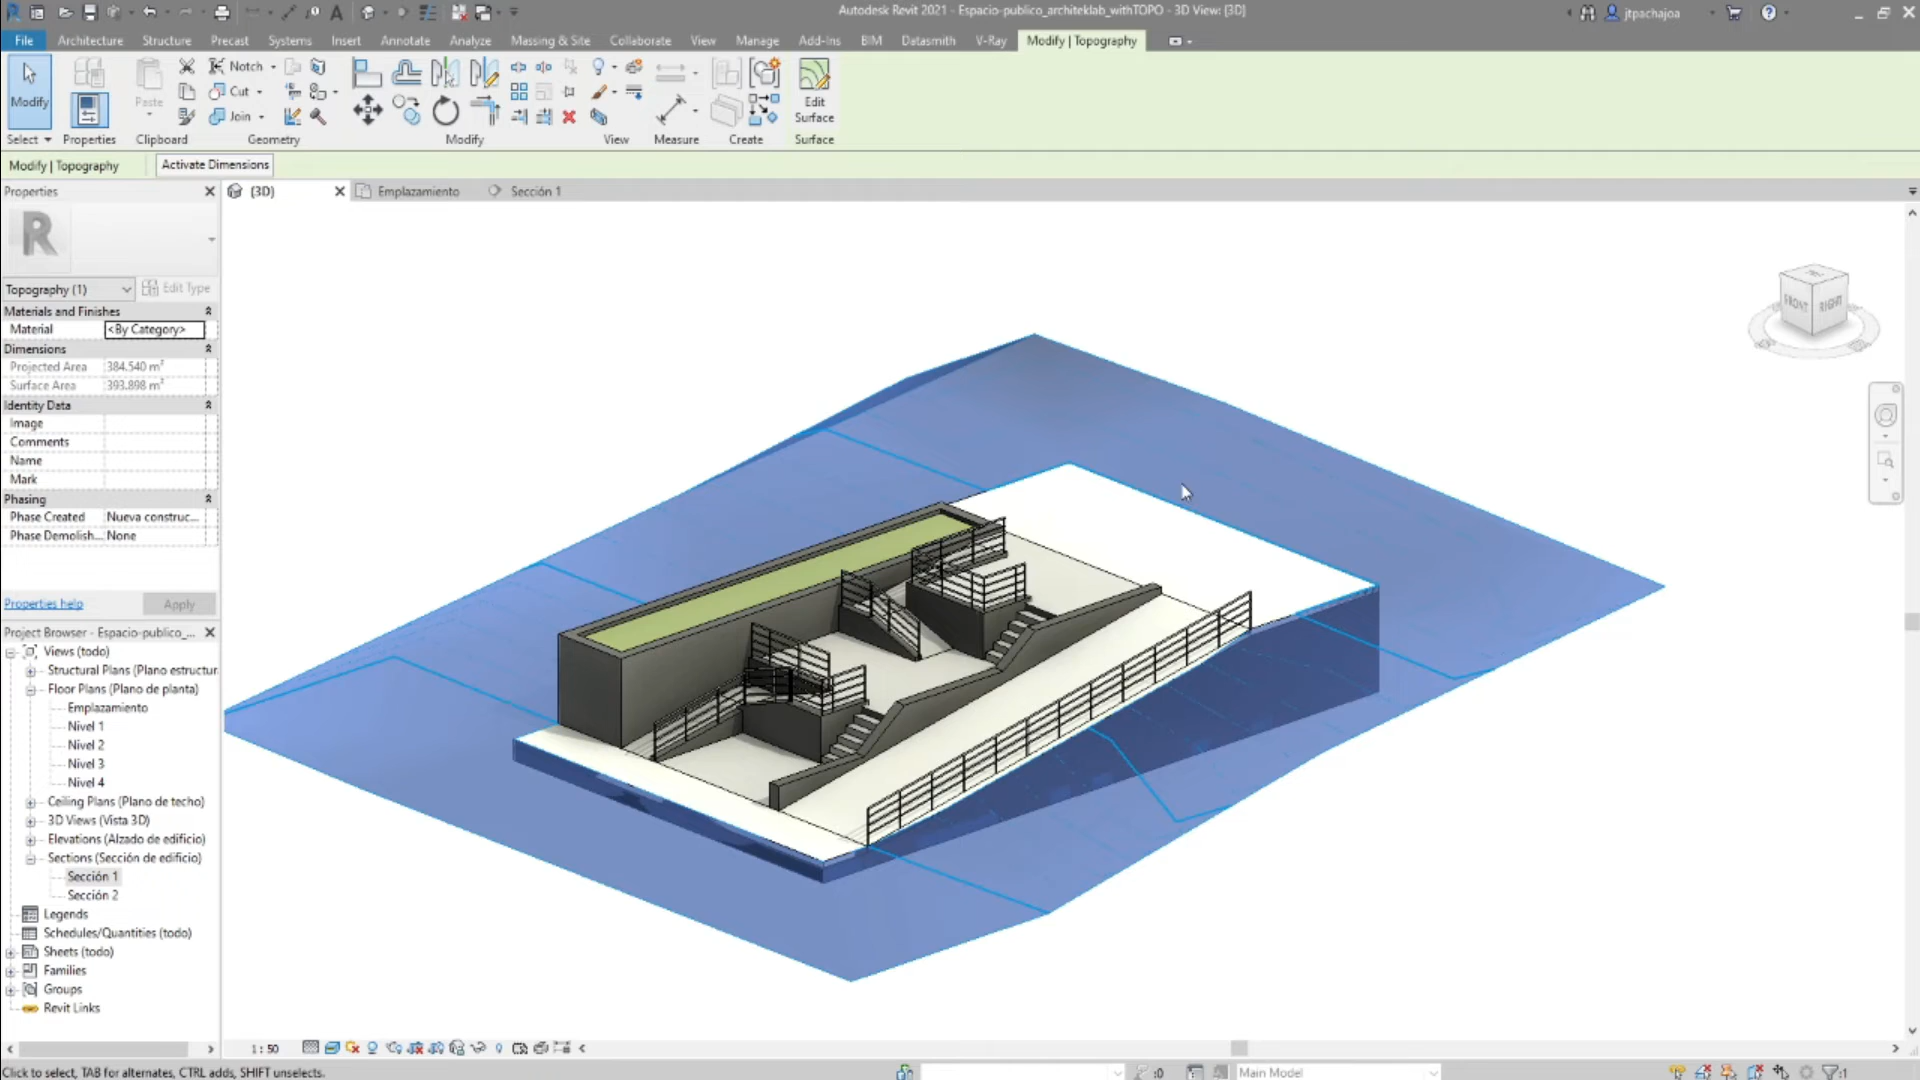 Autodesk Revit 2021 - Espacio-publico_architeklab_withTOPO - 3D View: {3D}
jtpachajoa
File Architecture Structure Precast Systems Insert Annotate Analyze Massing & Site Collaborate View Manage Add-Ins BIM Datasmith V-Ray Modify | Topography
Modify
Paste
Notch
Cut
Join
Edit
Surface
Select Properties Clipboard Geometry Modify View Measure Create Surface
Modify | Topography Activate Dimensions
Properties
{3D} Emplazamiento Sección 1
R
Topography (1) Edit Type
Materials and Finishes
Material <By Category>
Dimensions
Projected Area 384.540 m²
Surface Area 393.898 m²
Identity Data
Image
Comments
Name
Mark
Phasing
Phase Created Nueva construc...
Phase Demolish... None
Properties help Apply
Project Browser - Espacio-publico_...
Views (todo)
Structural Plans (Plano estructur
Floor Plans (Plano de planta)
Emplazamiento
Nivel 1
Nivel 2
Nivel 3
Nivel 4
Ceiling Plans (Plano de techo)
3D Views (Vista 3D)
Elevations (Alzado de edificio)
Sections (Sección de edificio)
Sección 1
Sección 2
Legends
Schedules/Quantities (todo)
Sheets (todo)
Families
Groups
Revit Links
TOP
FRONT
RIGHT
1 : 50
Click to select, TAB for alternates, CTRL adds, SHIFT unselects.
:0
Main Model
:1